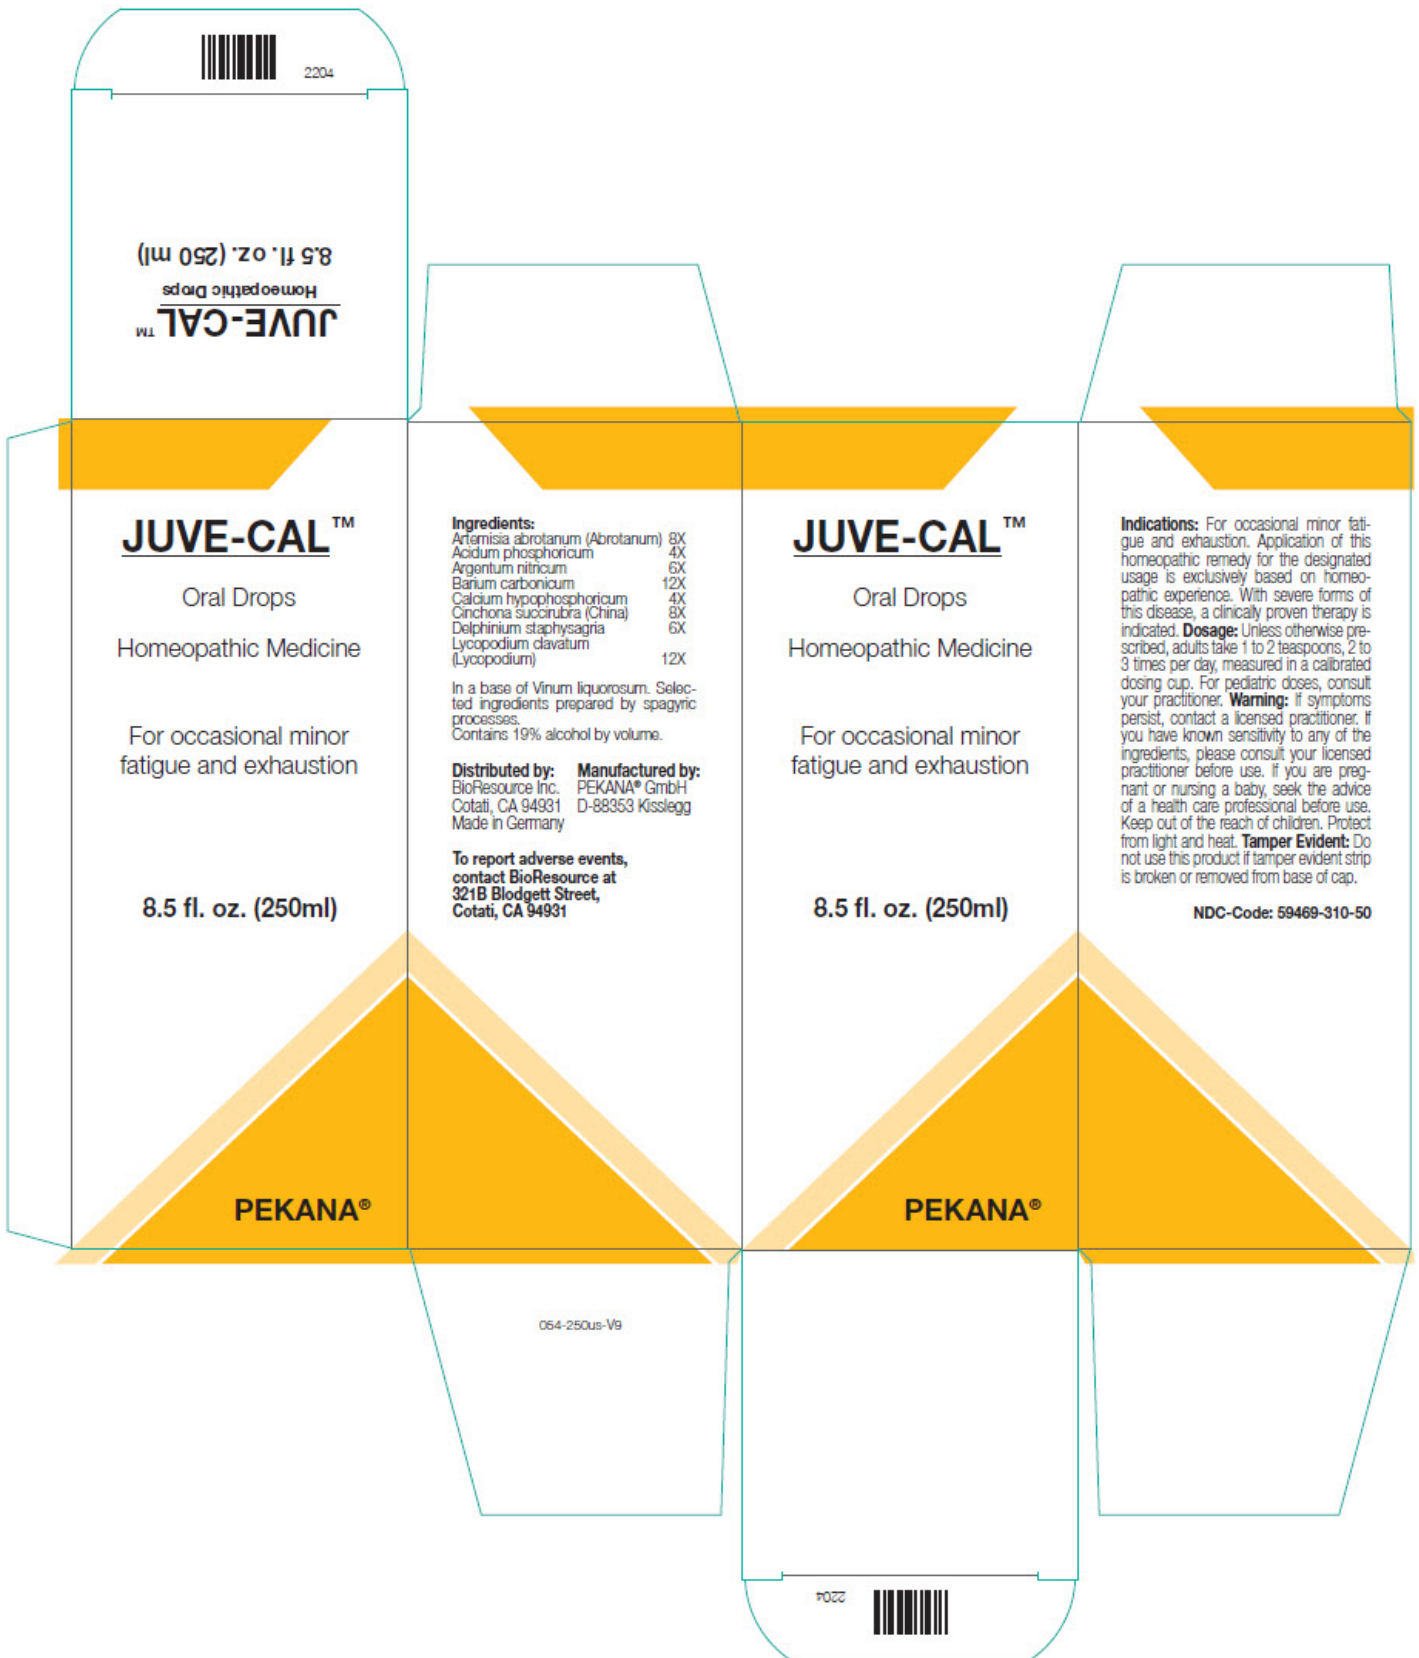 2204
8.5 fl. oz. (250 ml)
Homeopathic Drops
JUVE-CAL™
JUVE-CAL™
Oral Drops
Homeopathic Medicine
For occasional minor
fatigue and exhaustion
8.5 fl. oz. (250ml)
PEKANA®
Ingredients:
Artemisia abrotanum (Abrotanum) 8X
Acidum phosphoricum 4X
Argentum nitricum 6X
Barium carbonicum 12X
Calcium hypophosphoricum 4X
Cinchona succirubra (China) 8X
Delphinium staphysagria 6X
Lycopodium clavatum
(Lycopodium) 12X
In a base of Vinum liquorosum. Selec-
ted ingredients prepared by spagyric
processes.
Contains 19% alcohol by volume.
Distributed by: Manufactured by:
BioResource Inc. PEKANA® GmbH
Cotati, CA 94931 D-88353 Kisslegg
Made in Germany
To report adverse events,
contact BioResource at
321B Blodgett Street,
Cotati, CA 94931
054-250us-V9
JUVE-CAL™
Oral Drops
Homeopathic Medicine
For occasional minor
fatigue and exhaustion
8.5 fl. oz. (250ml)
PEKANA®
Indications: For occasional minor fati-
gue and exhaustion. Application of this
homeopathic remedy for the designated
usage is exclusively based on homeo-
pathic experience. With severe forms of
this disease, a clinically proven therapy is
indicated. Dosage: Unless otherwise pre-
scribed, adults take 1 to 2 teaspoons, 2 to
3 times per day, measured in a calibrated
dosing cup. For pediatric doses, consult
your practitioner. Warning: If symptoms
persist, contact a licensed practitioner. If
you have known sensitivity to any of the
ingredients, please consult your licensed
practitioner before use. If you are preg-
nant or nursing a baby, seek the advice
of a health care professional before use.
Keep out of the reach of children. Protect
from light and heat. Tamper Evident: Do
not use this product if tamper evident strip
is broken or removed from base of cap.
NDC-Code: 59469-310-50
2204